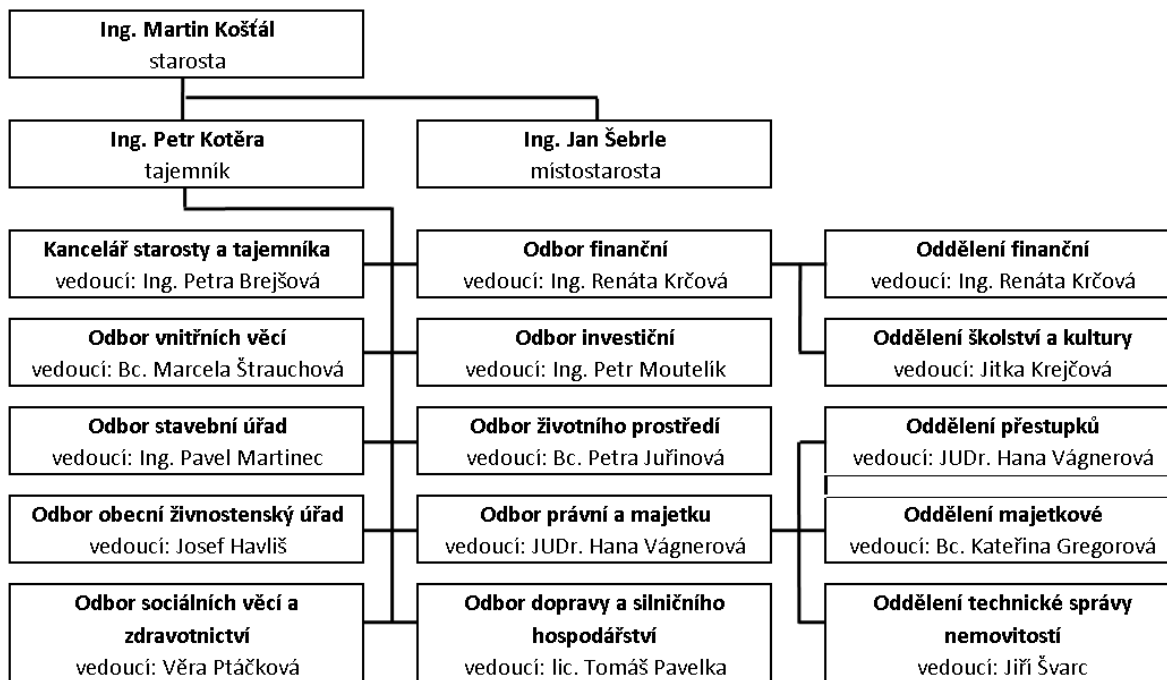 Ing. Martin Košťál
starosta
Ing. Petr Kotěra
tajemník
Ing. Jan Šebrle
místostarosta
Kancelář starosty a tajemníka
vedoucí: Ing. Petra Brejšová
Odbor finanční
vedoucí: Ing. Renáta Krčová
Oddělení finanční
vedoucí: Ing. Renáta Krčová
Odbor vnitřních věcí
vedoucí: Bc. Marcela Štrauchová
Odbor investiční
vedoucí: Ing. Petr Moutelík
Oddělení školství a kultury
vedoucí: Jitka Krejčová
Odbor stavební úřad
vedoucí: Ing. Pavel Martinec
Odbor životního prostředí
vedoucí: Bc. Petra Juřinová
Oddělení přestupků
vedoucí: JUDr. Hana Vágnerová
Odbor obecní živnostenský úřad
vedoucí: Josef Havliš
Odbor právní a majetku
vedoucí: JUDr. Hana Vágnerová
Oddělení majetkové
vedoucí: Bc. Kateřina Gregorová
Odbor sociálních věcí a
zdravotnictví
vedoucí: Věra Ptáčková
Odbor dopravy a silničního
hospodářství
vedoucí: lic. Tomáš Pavelka
Oddělení technické správy
nemovitostí
vedoucí: Jiří Švarc